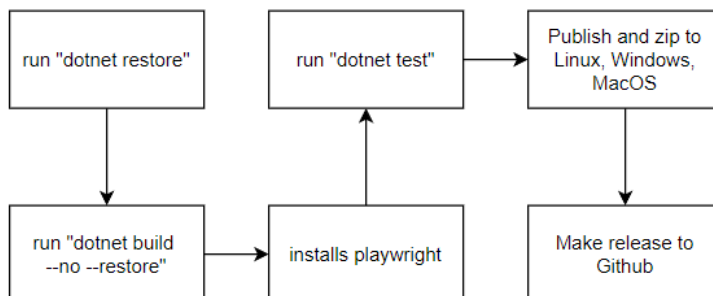 run "dotnet restore"
run "dotnet build
--no --restore"
installs playwright
run "dotnet test"
Publish and zip to
Linux, Windows,
MacOS
Make release to
Github